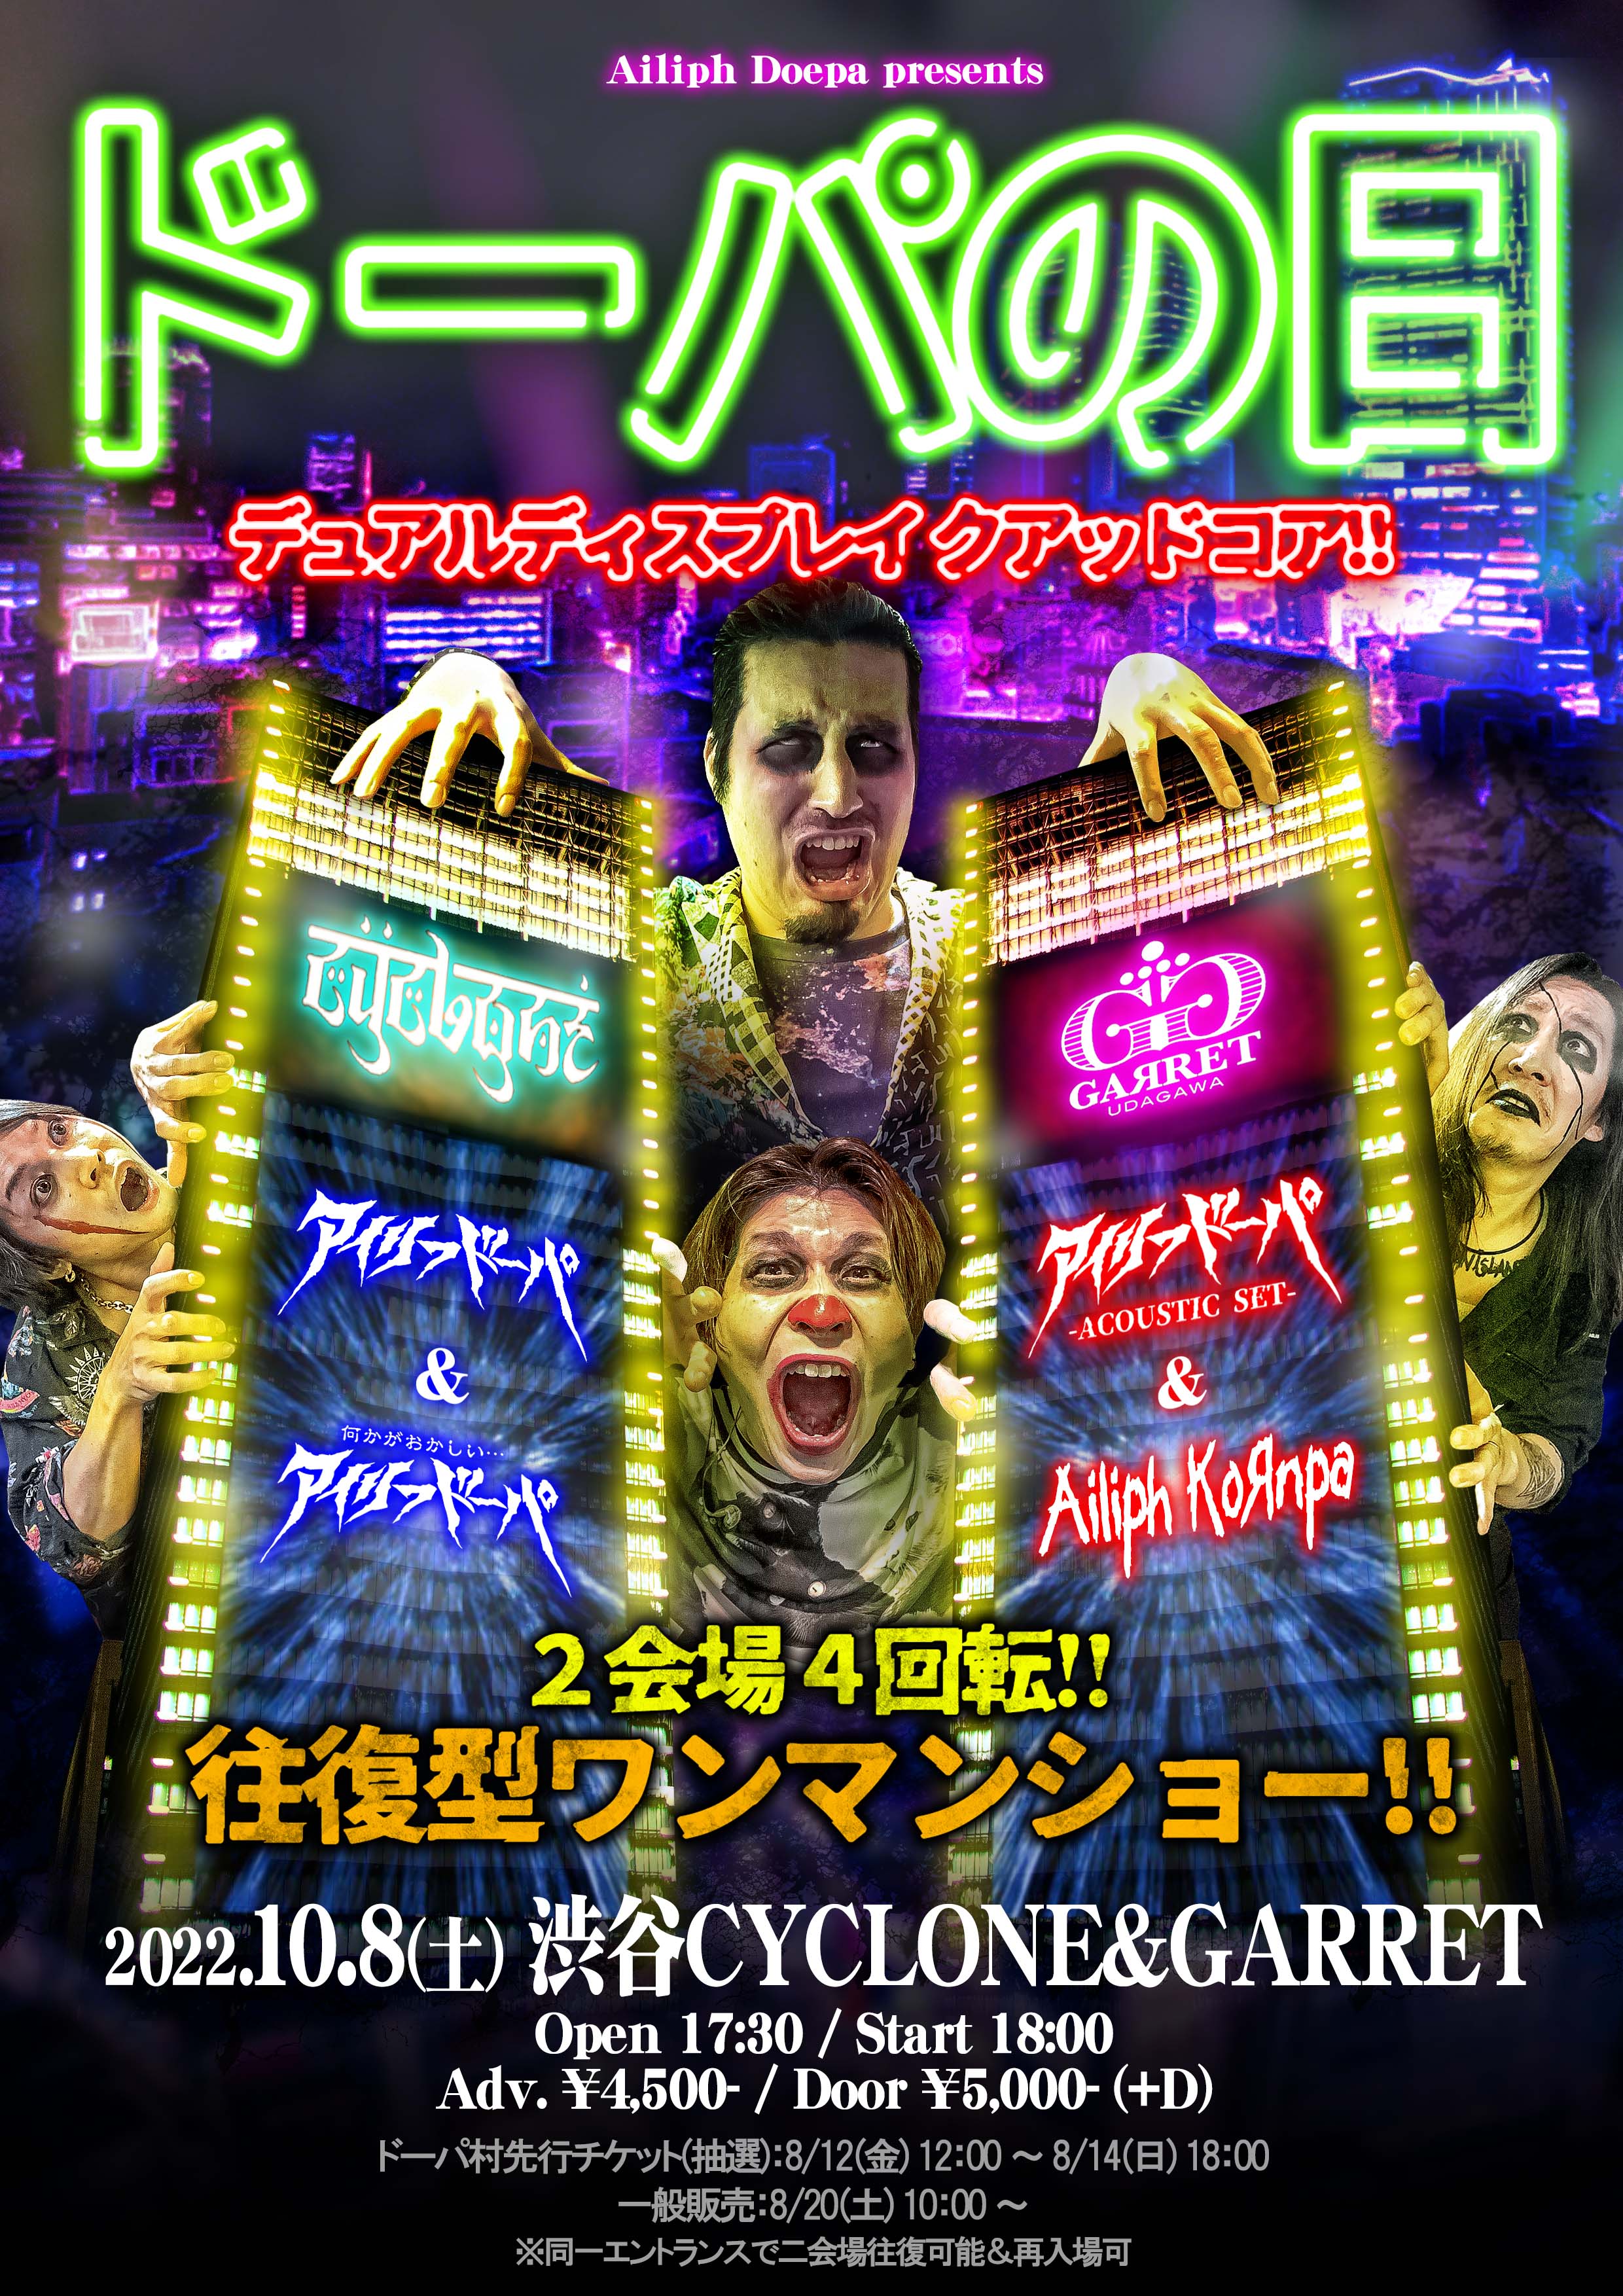 Ailiph Doepa presents
ドーパの日
デュアルディスプレイ クアッドコア!!
cyclone
GG
GAЯRET
UDAGAWA
アイリフドーパ
&
何かがおかしい…
アイリフドーパ
アイリフドーパ
-ACOUSTIC SET-
&
Ailiph KoЯnpa
2会場4回転!!
往復型ワンマンショー!!
2022.10.8(土) 渋谷CYCLONE&GARRET
Open 17:30 / Start 18:00
Adv. ¥4,500- / Door ¥5,000- (+D)
ドーパ村先行チケット(抽選):8/12(金) 12:00 ～ 8/14(日) 18:00
一般販売:8/20(土) 10:00 ～
※同一エントランスで二会場往復可能＆再入場可